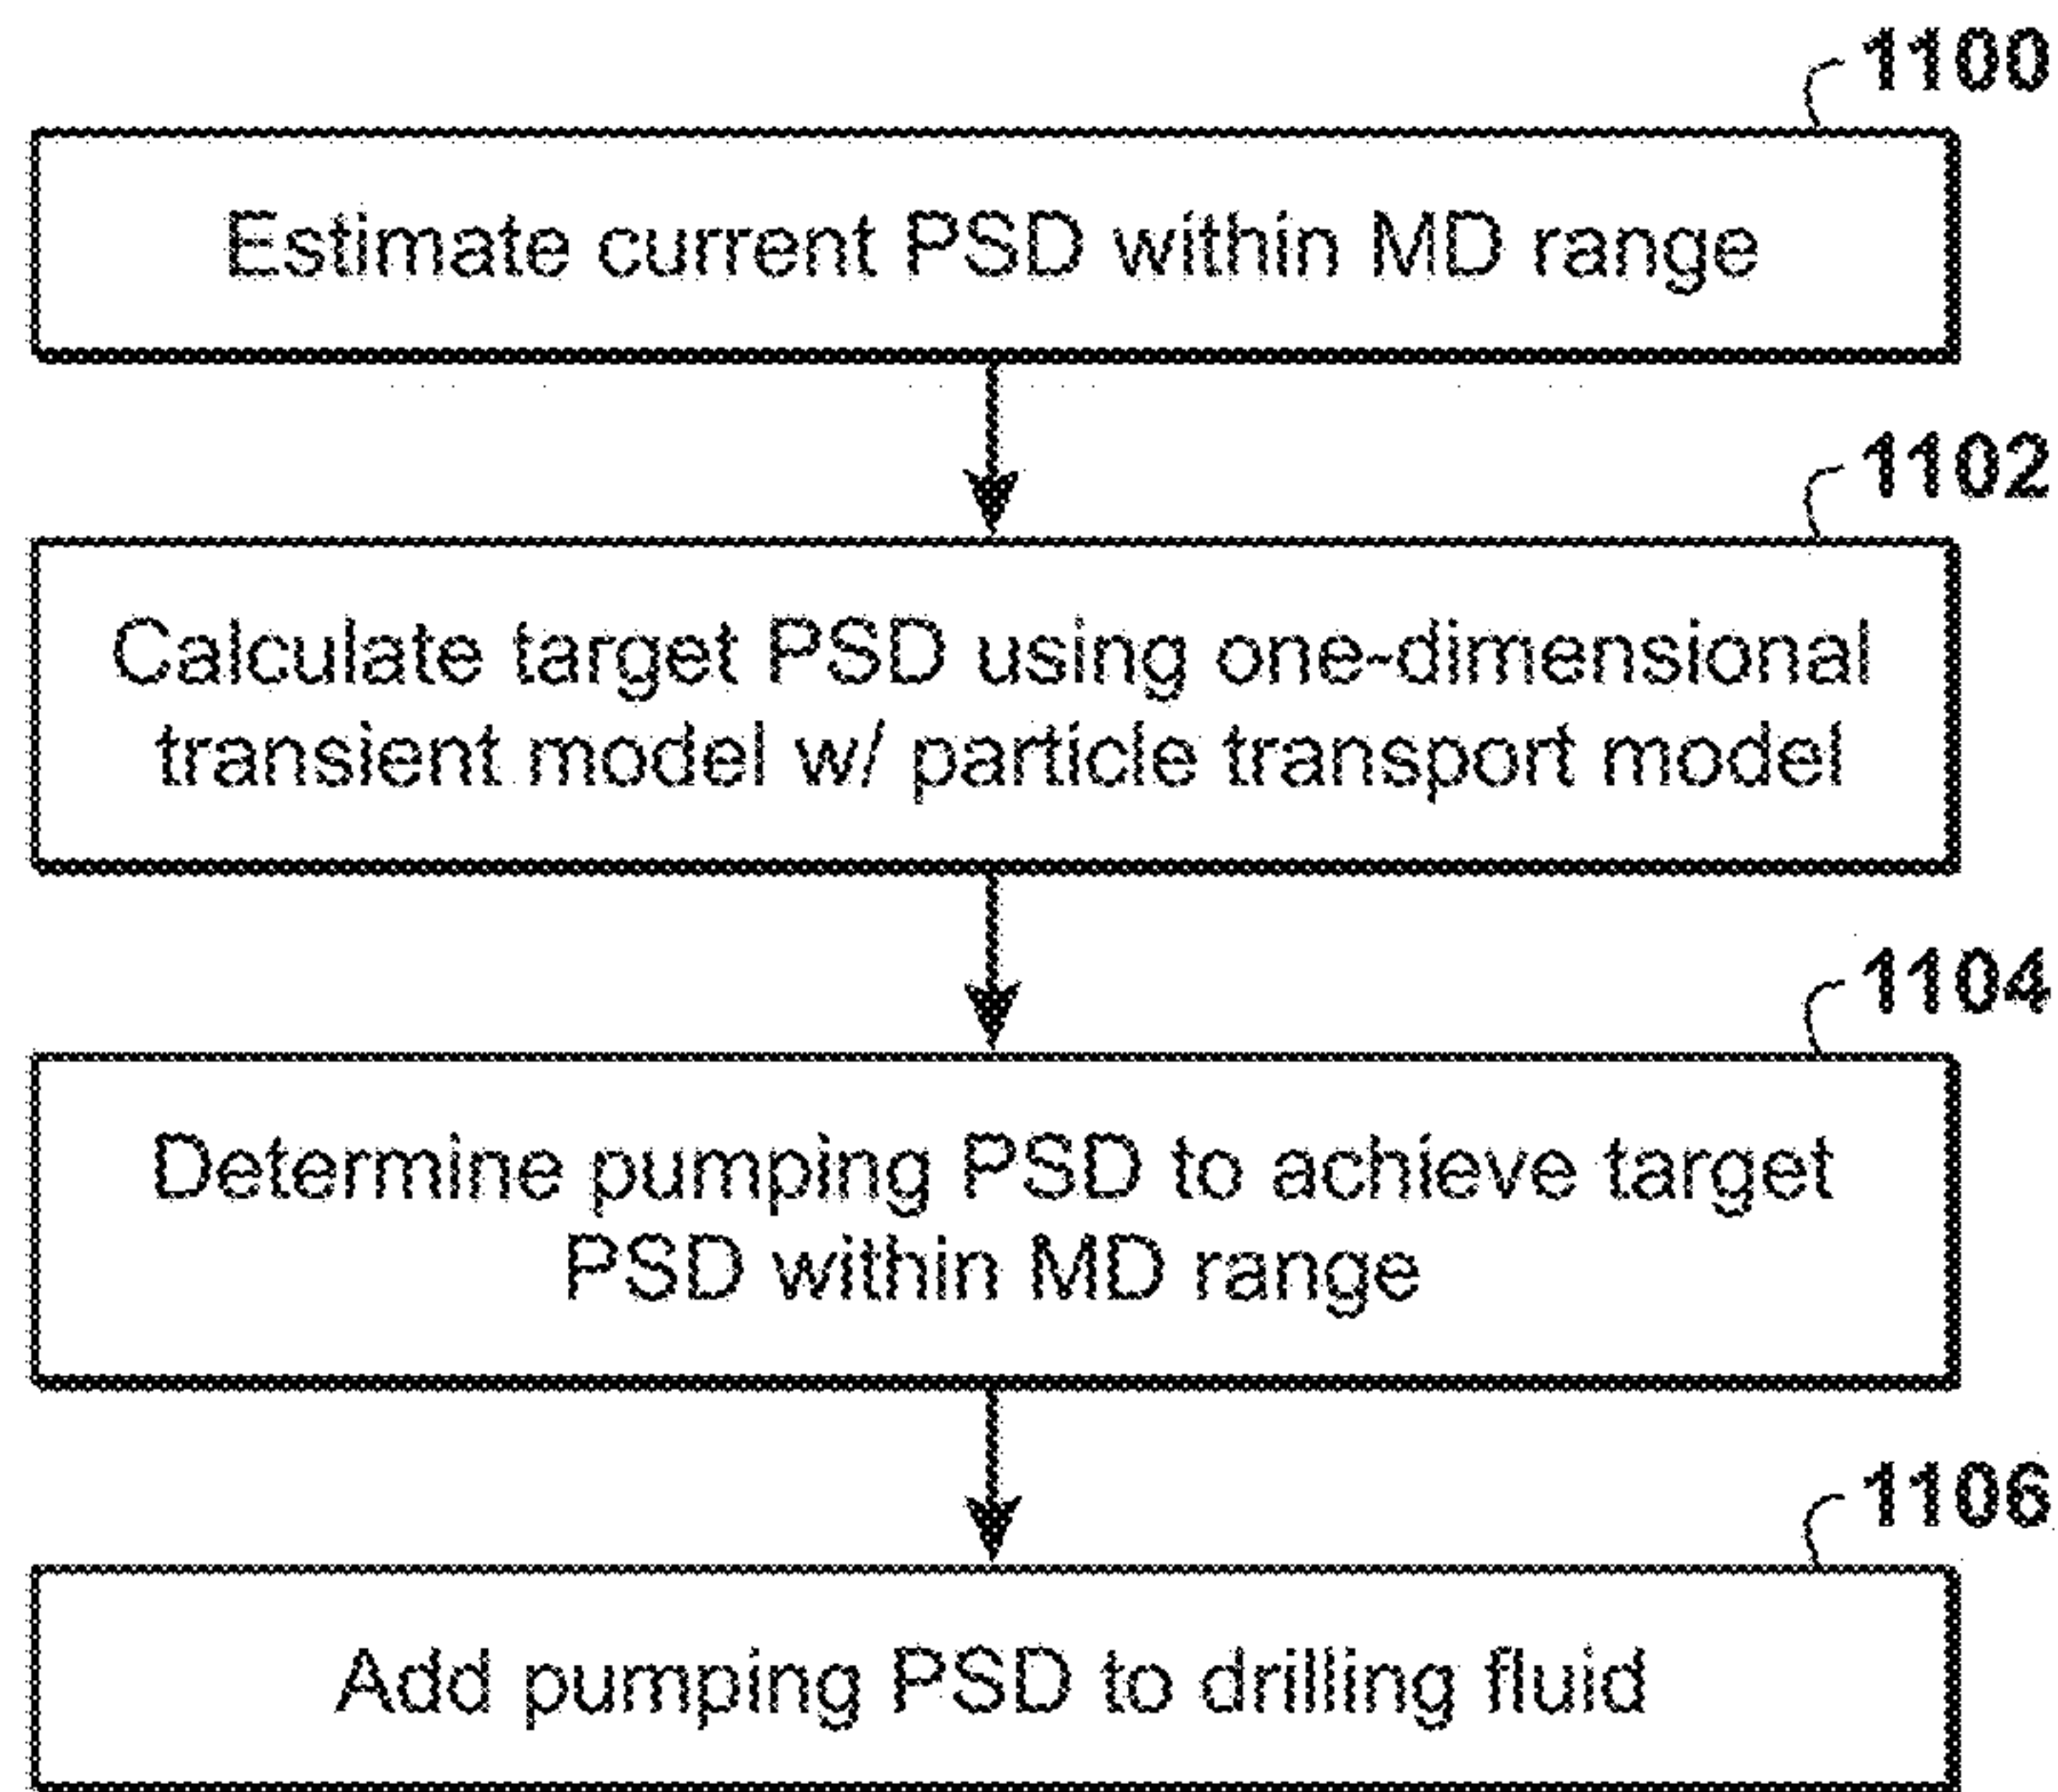 1100
Estimate current PSD within MD range
1102
Calculate target PSD using one-dimensional
transient model w/ particle transport model
1104
Determine pumping PSD to achieve target
PSD within MD range
1106
Add pumping PSD to drilling fluid